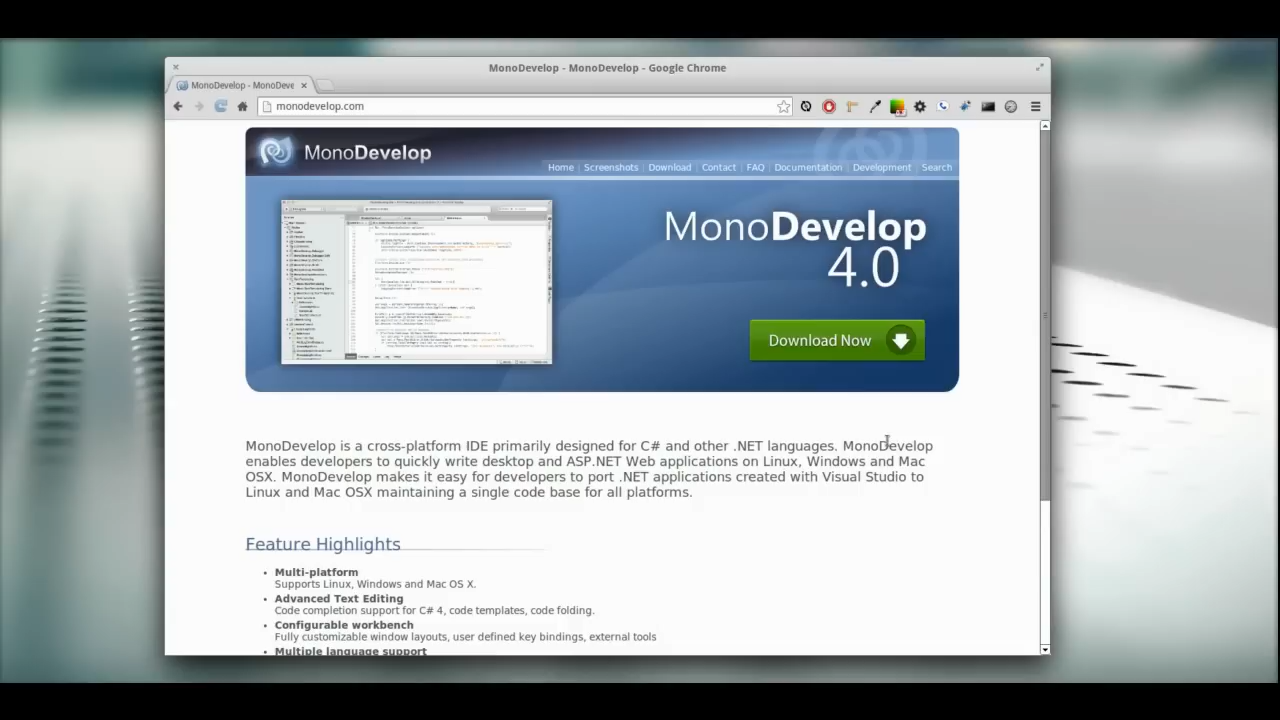 MonoDevelop - MonoDevelop - Google Chrome
MonoDevelop - MonoDeve
monodevelop.com
MonoDevelop
Home | Screenshots | Download | Contact | FAQ | Documentation | Development | Search
MonoDevelop
4.0
Download Now
MonoDevelop is a cross-platform IDE primarily designed for C# and other .NET languages. MonoDevelop
enables developers to quickly write desktop and ASP.NET Web applications on Linux, Windows and Mac
OSX. MonoDevelop makes it easy for developers to port .NET applications created with Visual Studio to
Linux and Mac OSX maintaining a single code base for all platforms.
Feature Highlights
• Multi-platform
Supports Linux, Windows and Mac OS X.
• Advanced Text Editing
Code completion support for C# 4, code templates, code folding.
• Configurable workbench
Fully customizable window layouts, user defined key bindings, external tools
• Multiple language support